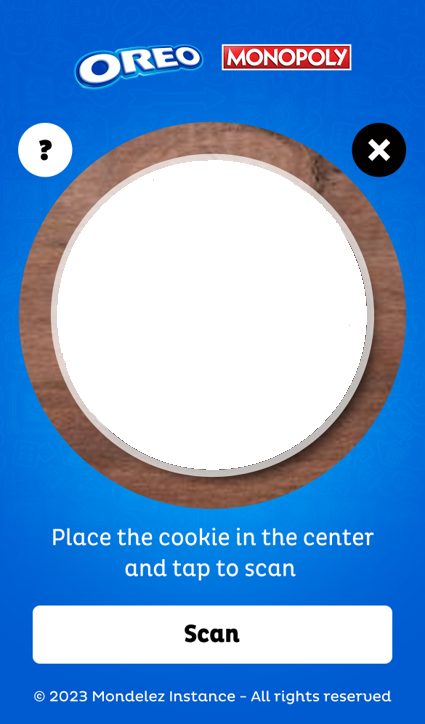 OREO MONOPOLY
?
Place the cookie in the center
and tap to scan
Scan
© 2023 Mondelez Instance - All rights reserved